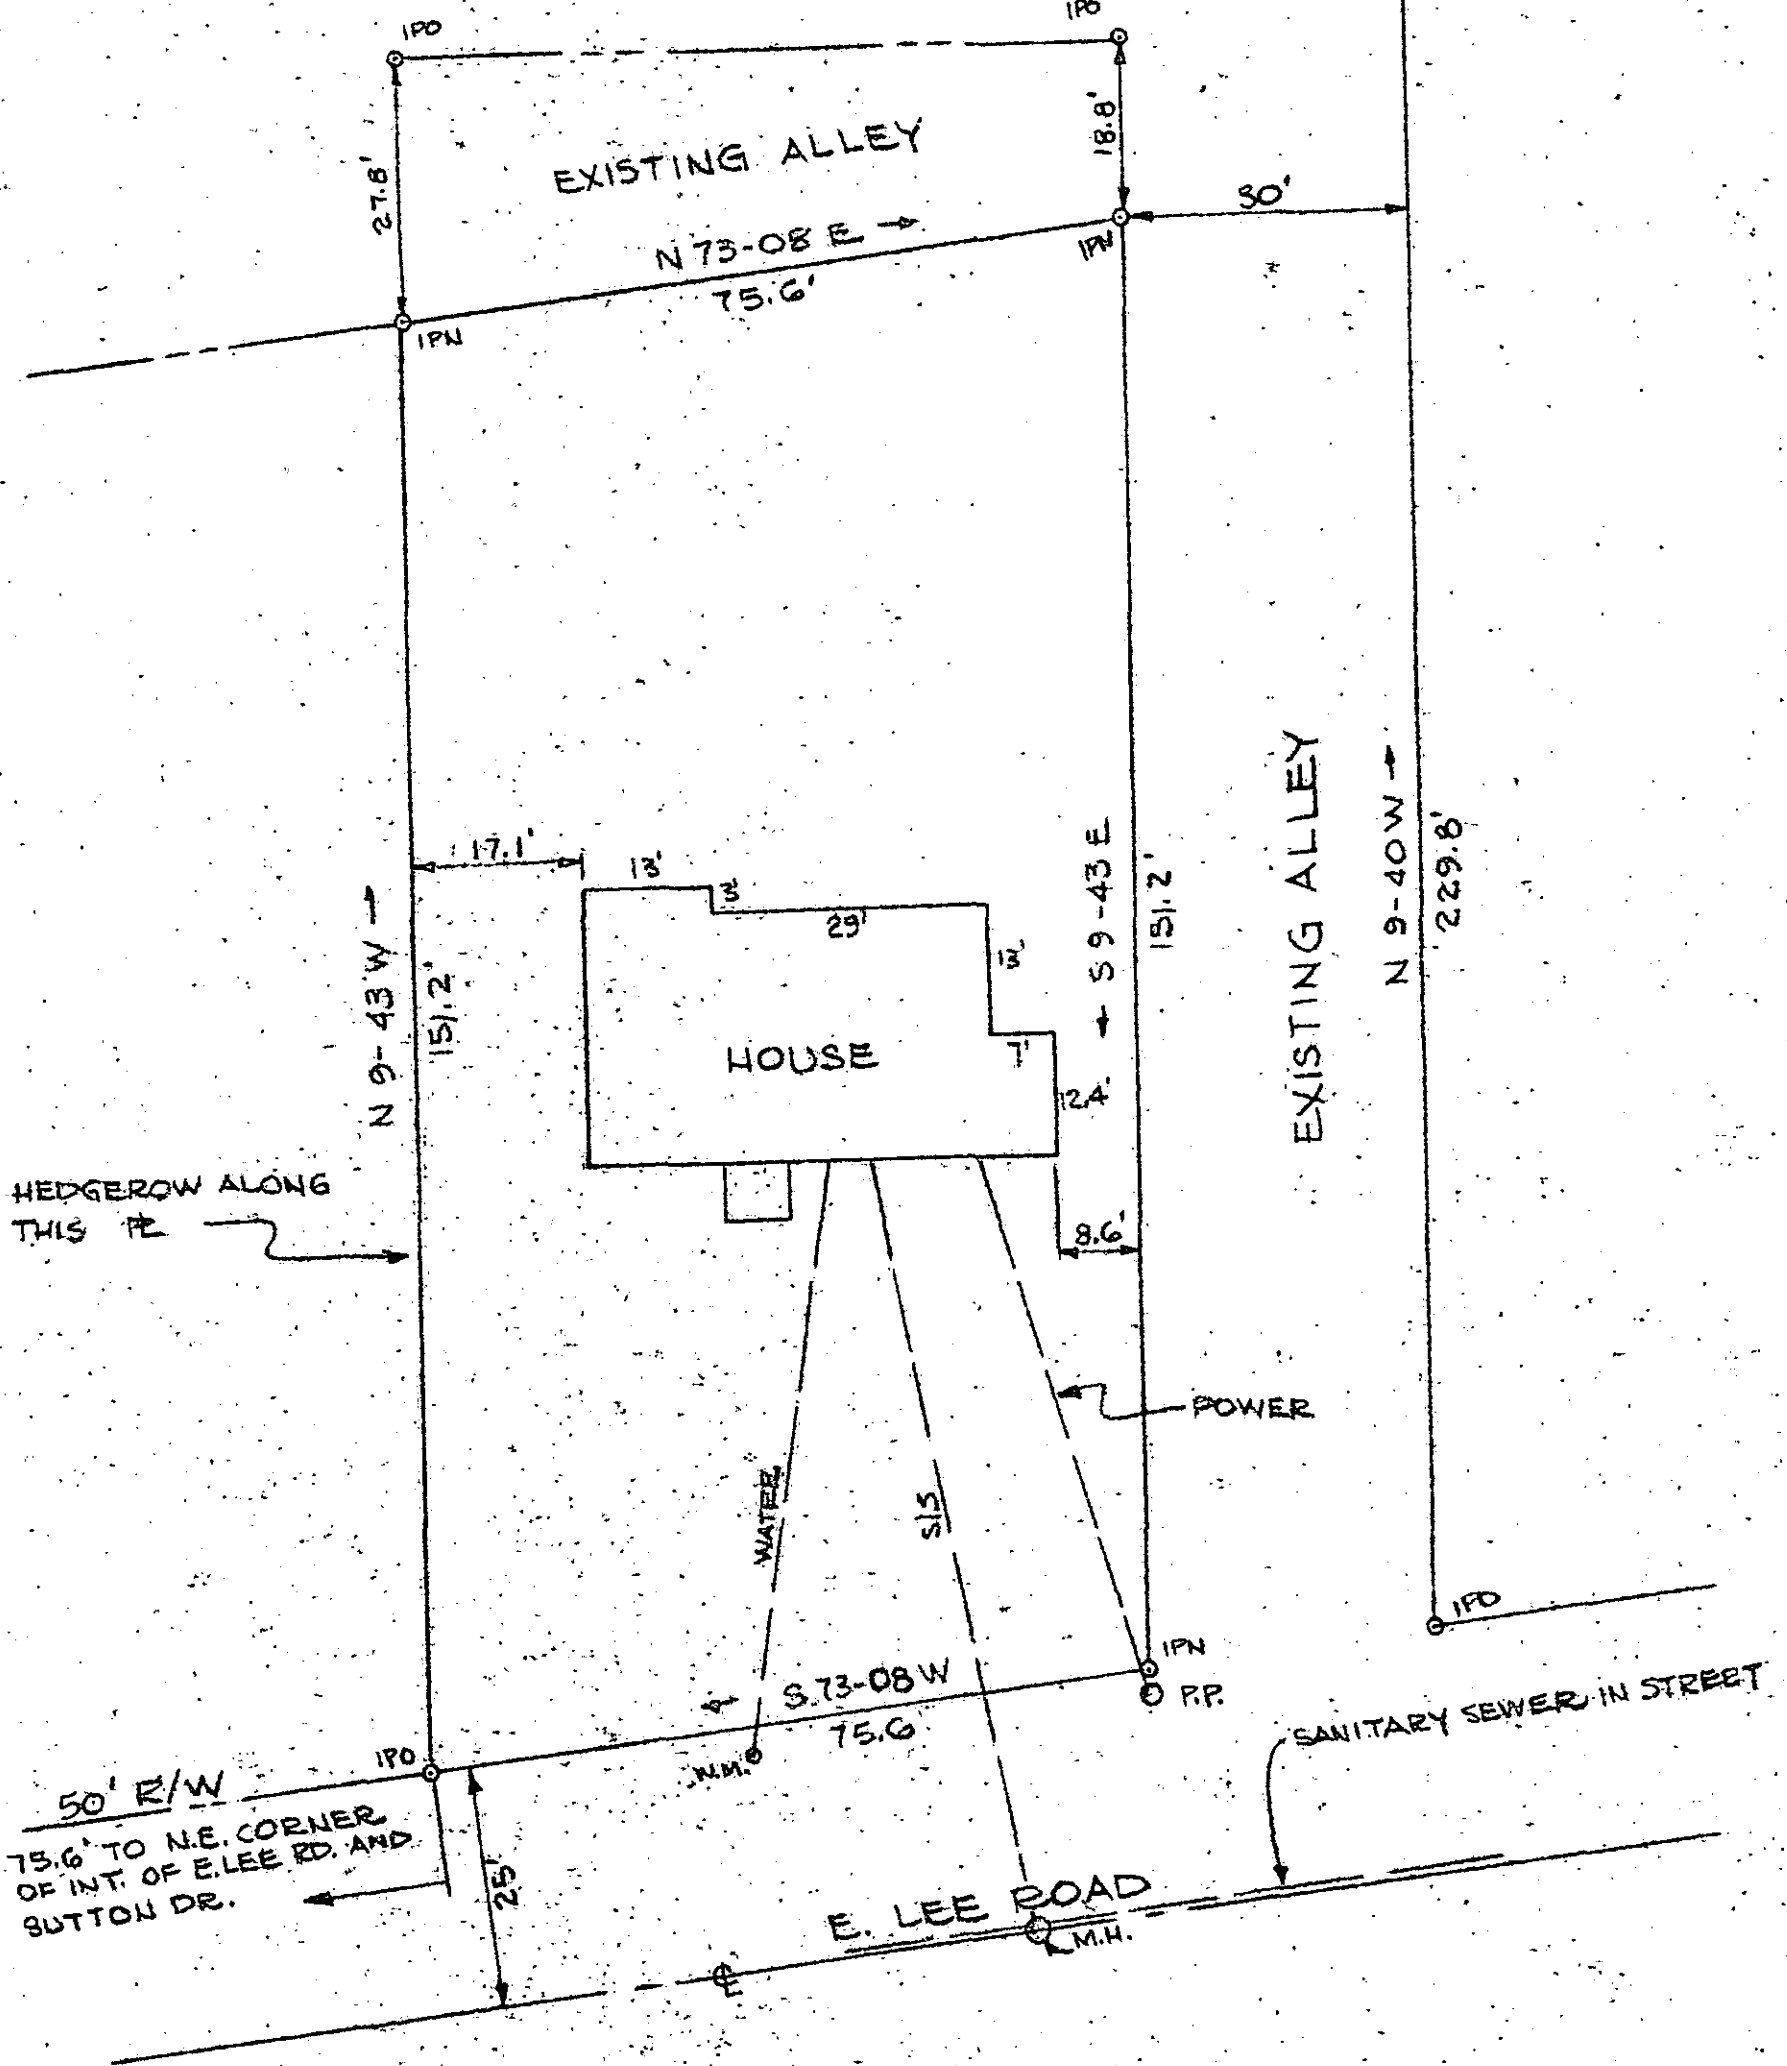 IPO
IPO
EXISTING ALLEY
27.8'
18.8'
30'
N 73-08 E
75.6'
IPN
IPN
17.1'
13'
3'
29'
13'
7'
12.4'
HOUSE
8.6'
N 9-43 W
151.2'
S 9-43 E
151.2'
EXISTING ALLEY
N 9-40 W
229.8'
HEDGEROW ALONG
THIS PL
POWER
WATER
S/S
IPO
IPN
P.P.
S.73-08 W
75.6
W.M.
IPO
SANITARY SEWER IN STREET
50' R/W
75.6' TO N.E. CORNER
OF INT. OF E. LEE RD. AND
SUTTON DR.
25'
E. LEE ROAD
M.H.
℄